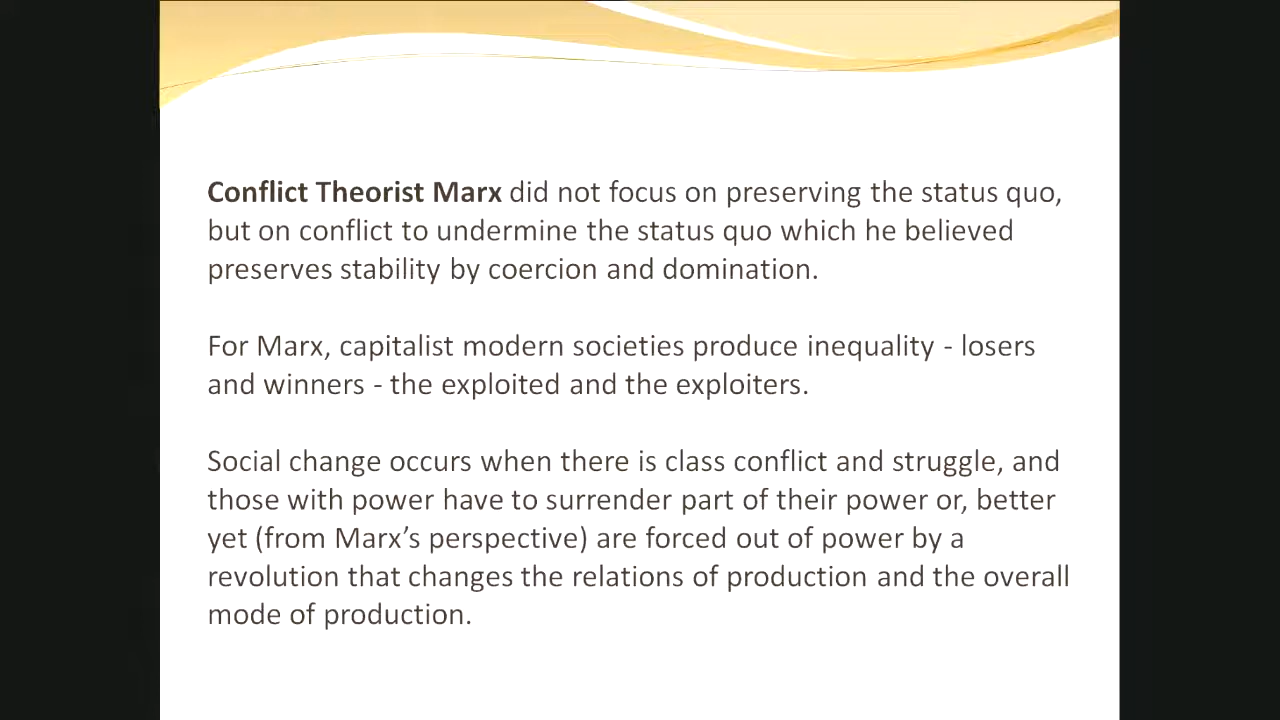 Conflict Theorist Marx did not focus on preserving the status quo,
but on conflict to undermine the status quo which he believed
preserves stability by coercion and domination.
For Marx, capitalist modern societies produce inequality - losers
and winners - the exploited and the exploiters.
Social change occurs when there is class conflict and struggle, and
those with power have to surrender part of their power or, better
yet (from Marx’s perspective) are forced out of power by a
revolution that changes the relations of production and the overall
mode of production.